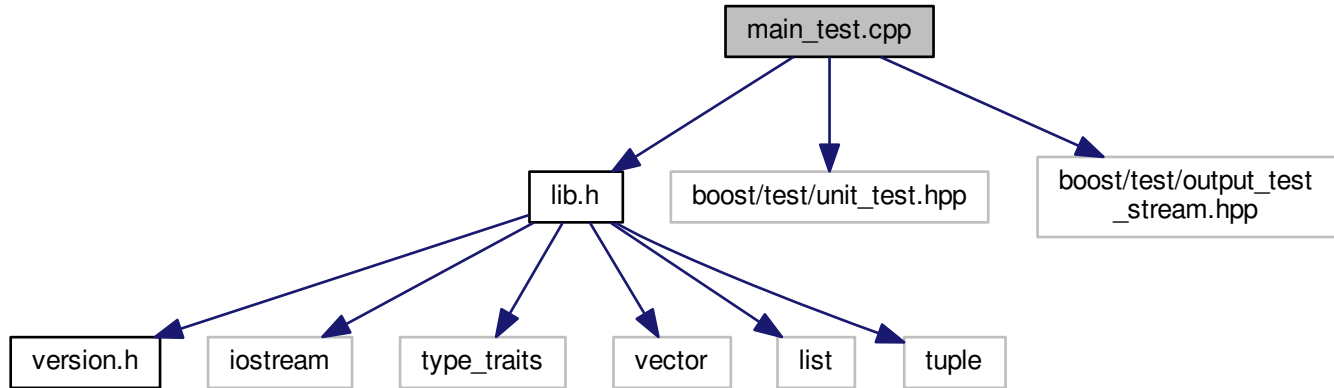 main_test.cpp
lib.h
boost/test/unit_test.hpp
boost/test/output_test
_stream.hpp
version.h
iostream
type_traits
vector
list
tuple